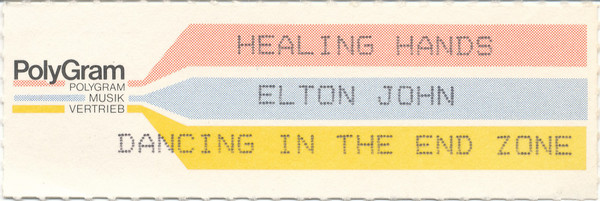 HEALING HANDS
PolyGram
POLYGRAM
MUSIK
VERTRIEB
ELTON JOHN
DANCING IN THE END ZONE